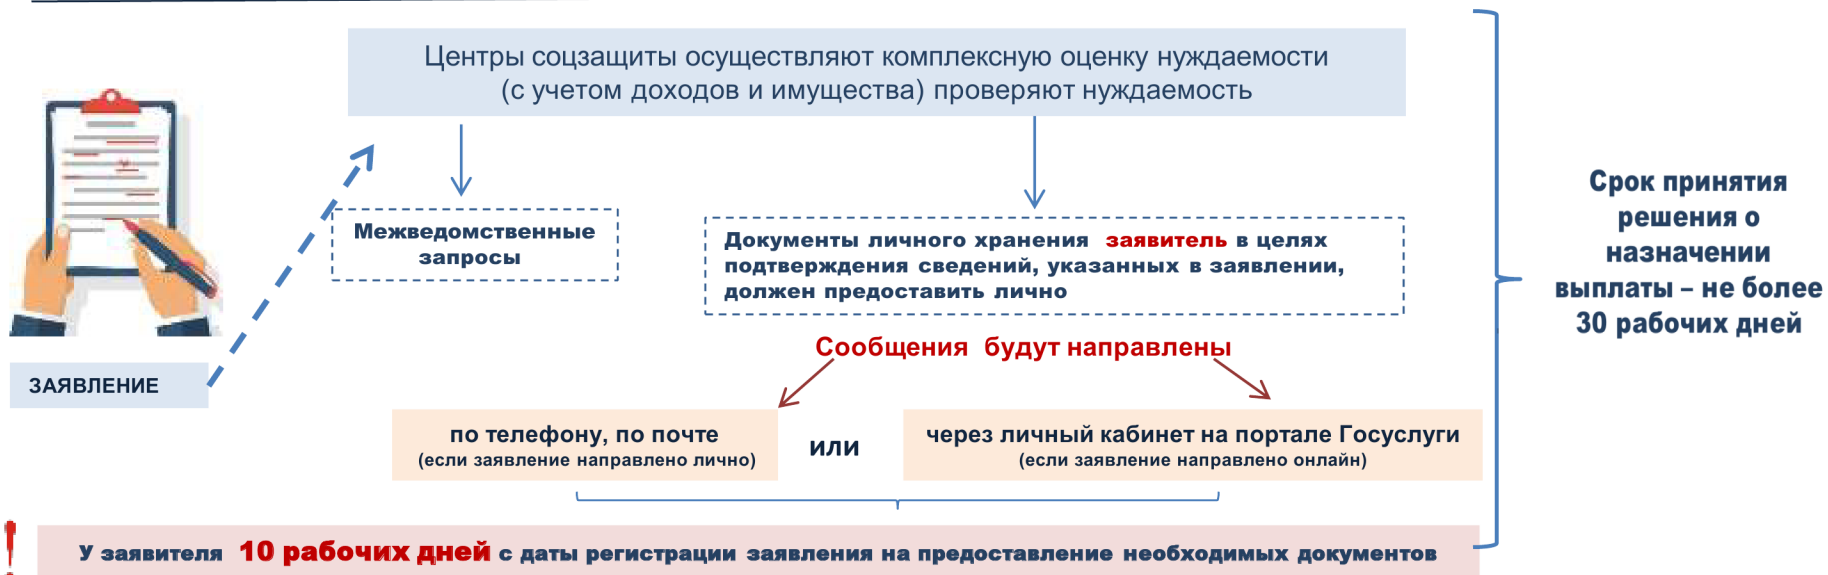 Центры соцзащиты осуществляют комплексную оценку нуждаемости
(с учетом доходов и имущества) проверяют нуждаемость
Межведомственные
запросы
Документы личного хранения заявитель в целях
подтверждения сведений, указанных в заявлении,
должен предоставить лично
Срок принятия
решения о
назначении
выплаты – не более
30 рабочих дней
Сообщения будут направлены
ЗАЯВЛЕНИЕ
по телефону, по почте
(если заявление направлено лично)
или
через личный кабинет на портале Госуслуги
(если заявление направлено онлайн)
! У заявителя 10 рабочих дней с даты регистрации заявления на предоставление необходимых документов